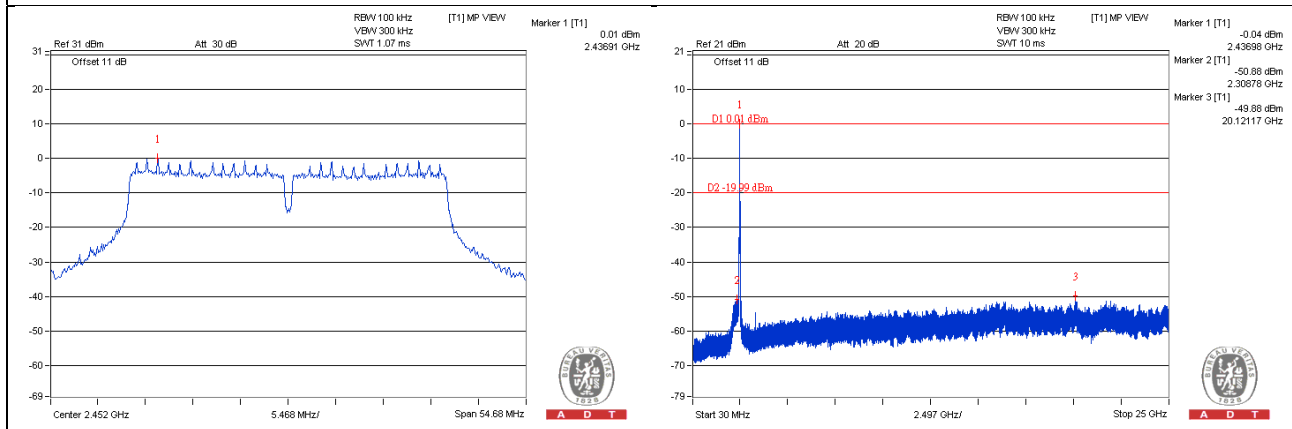 RBW 100 kHz [T1] MP VIEW
VBW 300 kHz
Ref 31 dBm Att 30 dB SWT 1.07 ms
Marker 1 [T1]
0.01 dBm
2.43691 GHz
Offset 11 dB
31
20
10
0
-10
-20
-30
-40
-50
-60
-69
1
Center 2.452 GHz 5.468 MHz/ Span 54.68 MHz
BUREAU VERITAS
1828
A D T
RBW 100 kHz [T1] MP VIEW
VBW 300 kHz
Ref 21 dBm Att 20 dB SWT 10 ms
Marker 1 [T1]
-0.04 dBm
2.43698 GHz
Marker 2 [T1]
-50.88 dBm
2.30878 GHz
Marker 3 [T1]
-49.88 dBm
20.12117 GHz
Offset 11 dB
21
10
0
-10
-20
-30
-40
-50
-60
-70
-79
1
D1 0.01 dBm
D2 -19.99 dBm
2
3
Start 30 MHz 2.497 GHz/ Stop 25 GHz
BUREAU VERITAS
1828
A D T